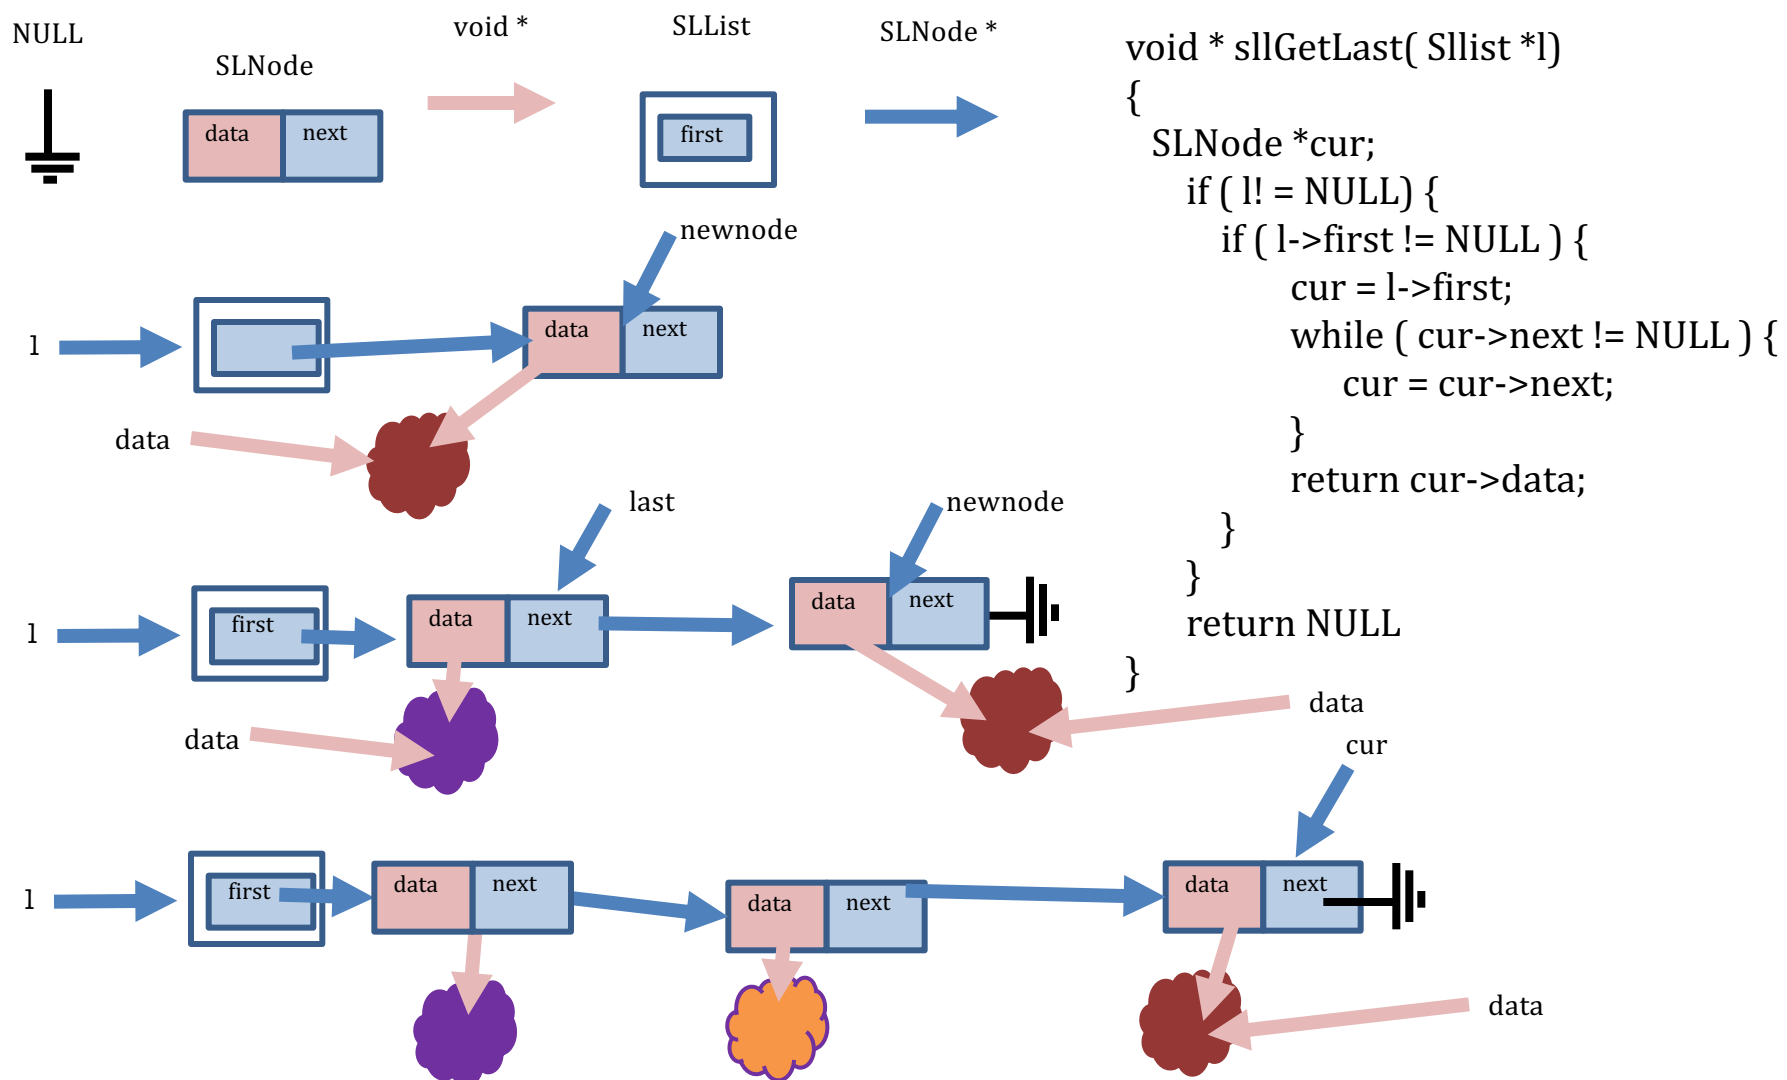 NULL
SLNode
void *
SLList
SLNode *
data next
first
void * sllGetLast( Sllist *l)
{
SLNode *cur;
if ( l! = NULL) {
if ( l->first != NULL ) {
cur = l->first;
while ( cur->next != NULL ) {
cur = cur->next;
}
return cur->data;
}
}
return NULL
}
newnode
l
data next
data
last
newnode
l
first
data next
data next
data
data
cur
l
first
data next
data next
data next
data